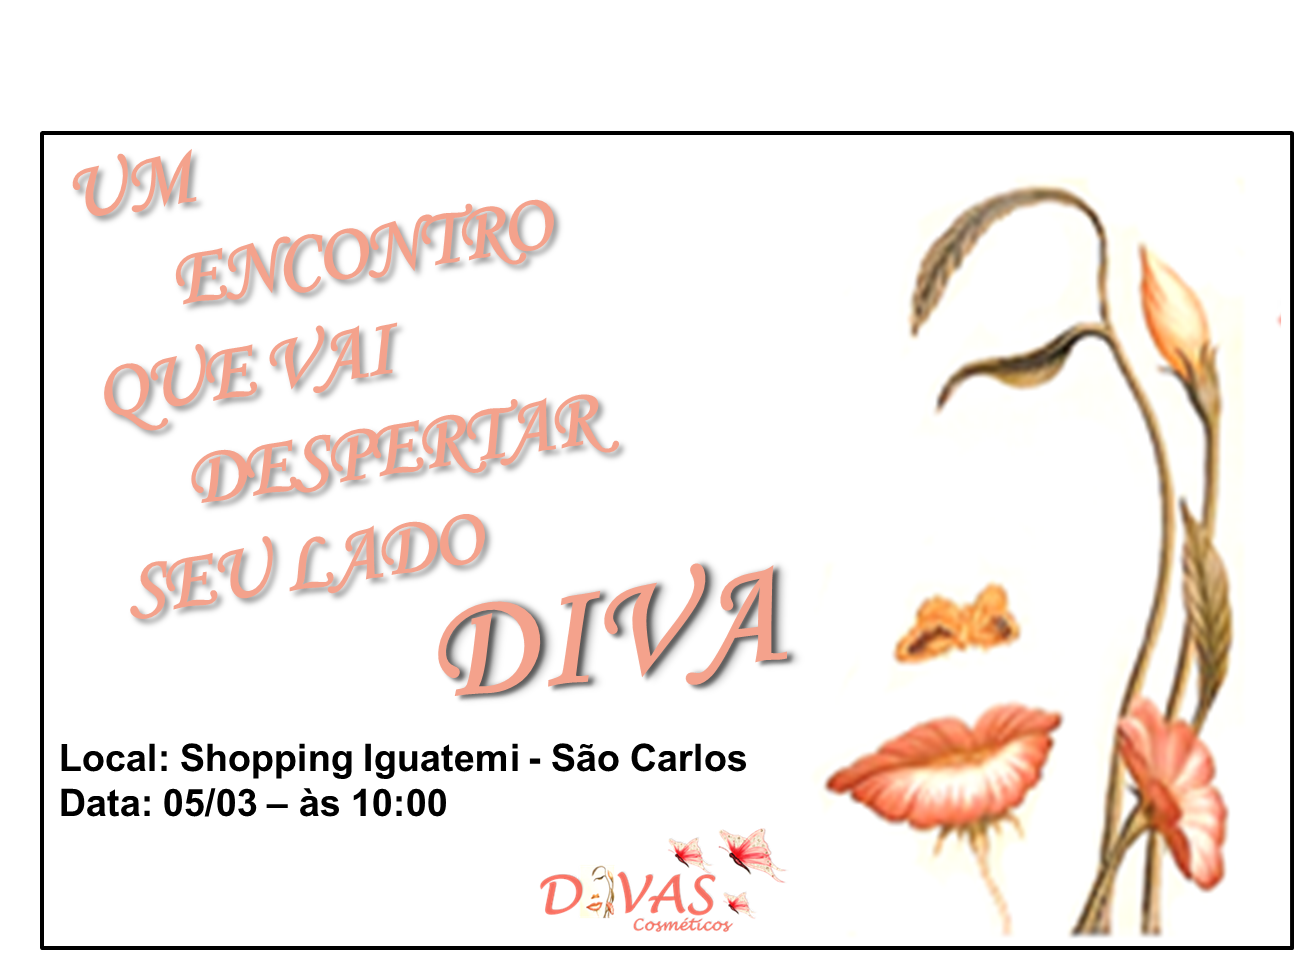 UM
ENCONTRO
QUE VAI
DESPERTAR
SEU LADO
DIVA
Local: Shopping Iguatemi - São Carlos
Data: 05/03 – às 10:00
DIVAS
Cosméticos